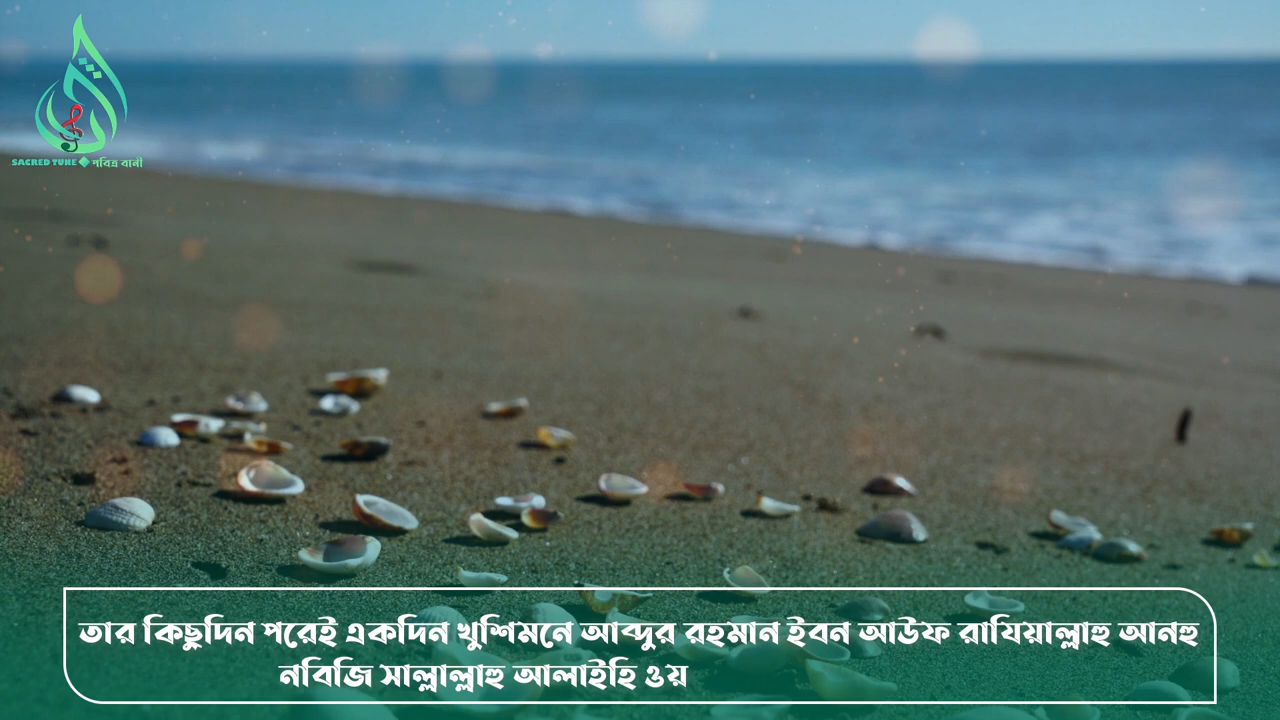 SACRED TUNE ◆ পবিত্র বানী
তার কিছুদিন পরেই একদিন খুশিমনে আব্দুর রহমান ইবন আউফ রাযিয়াল্লাহু আনহু
নবিজি সাল্লাল্লাহু আলাইহি ওয়